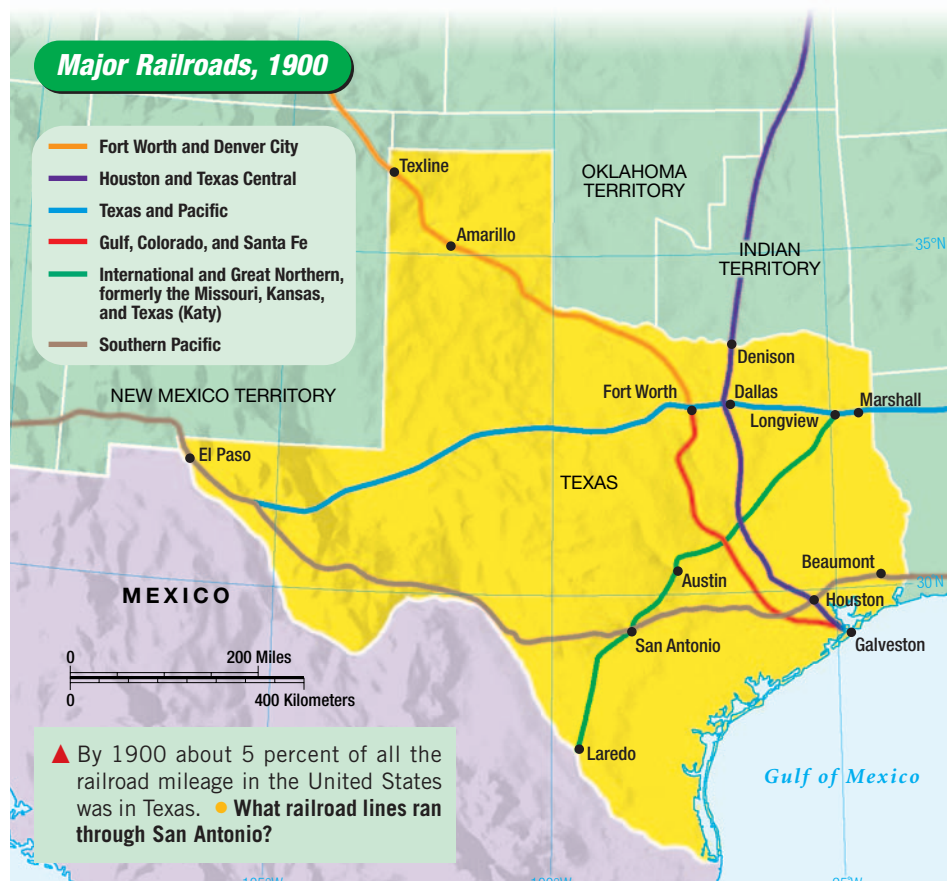 Major Railroads, 1900
Fort Worth and Denver City
Houston and Texas Central
Texas and Pacific
Gulf, Colorado, and Santa Fe
International and Great Northern,
formerly the Missouri, Kansas,
and Texas (Katy)
Southern Pacific
Texline
OKLAHOMA
TERRITORY
Amarillo
35°N
INDIAN
TERRITORY
Denison
NEW MEXICO TERRITORY
Fort Worth
Dallas
Marshall
Longview
El Paso
TEXAS
Beaumont
Austin
30°N
MEXICO
Houston
San Antonio
Galveston
0 200 Miles
0 400 Kilometers
Laredo
Gulf of Mexico
By 1900 about 5 percent of all the
railroad mileage in the United States
was in Texas. What railroad lines ran
through San Antonio?